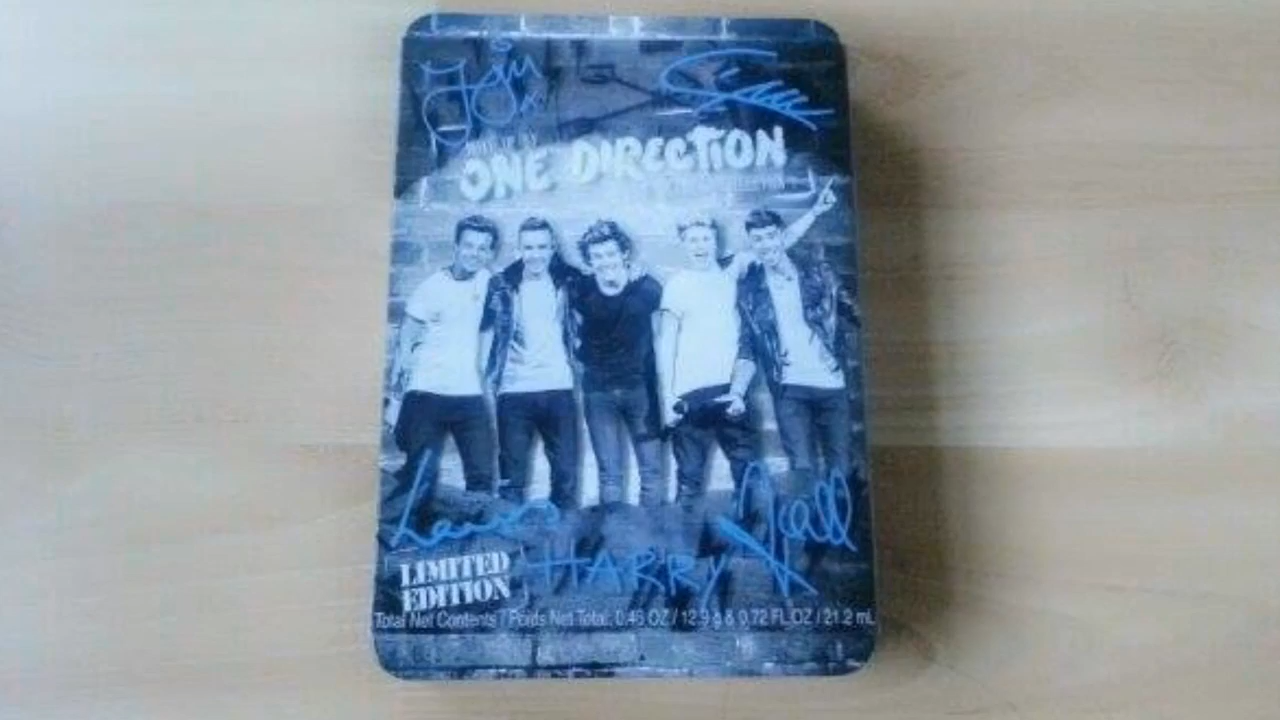 ONE DIRECTION
Louis
Niall
HARRY
LIMITED
EDITION
Total Net Contents / Poids Net Total: 0.46 OZ / 12.9 g & 0.72 FL OZ / 21.2 mL